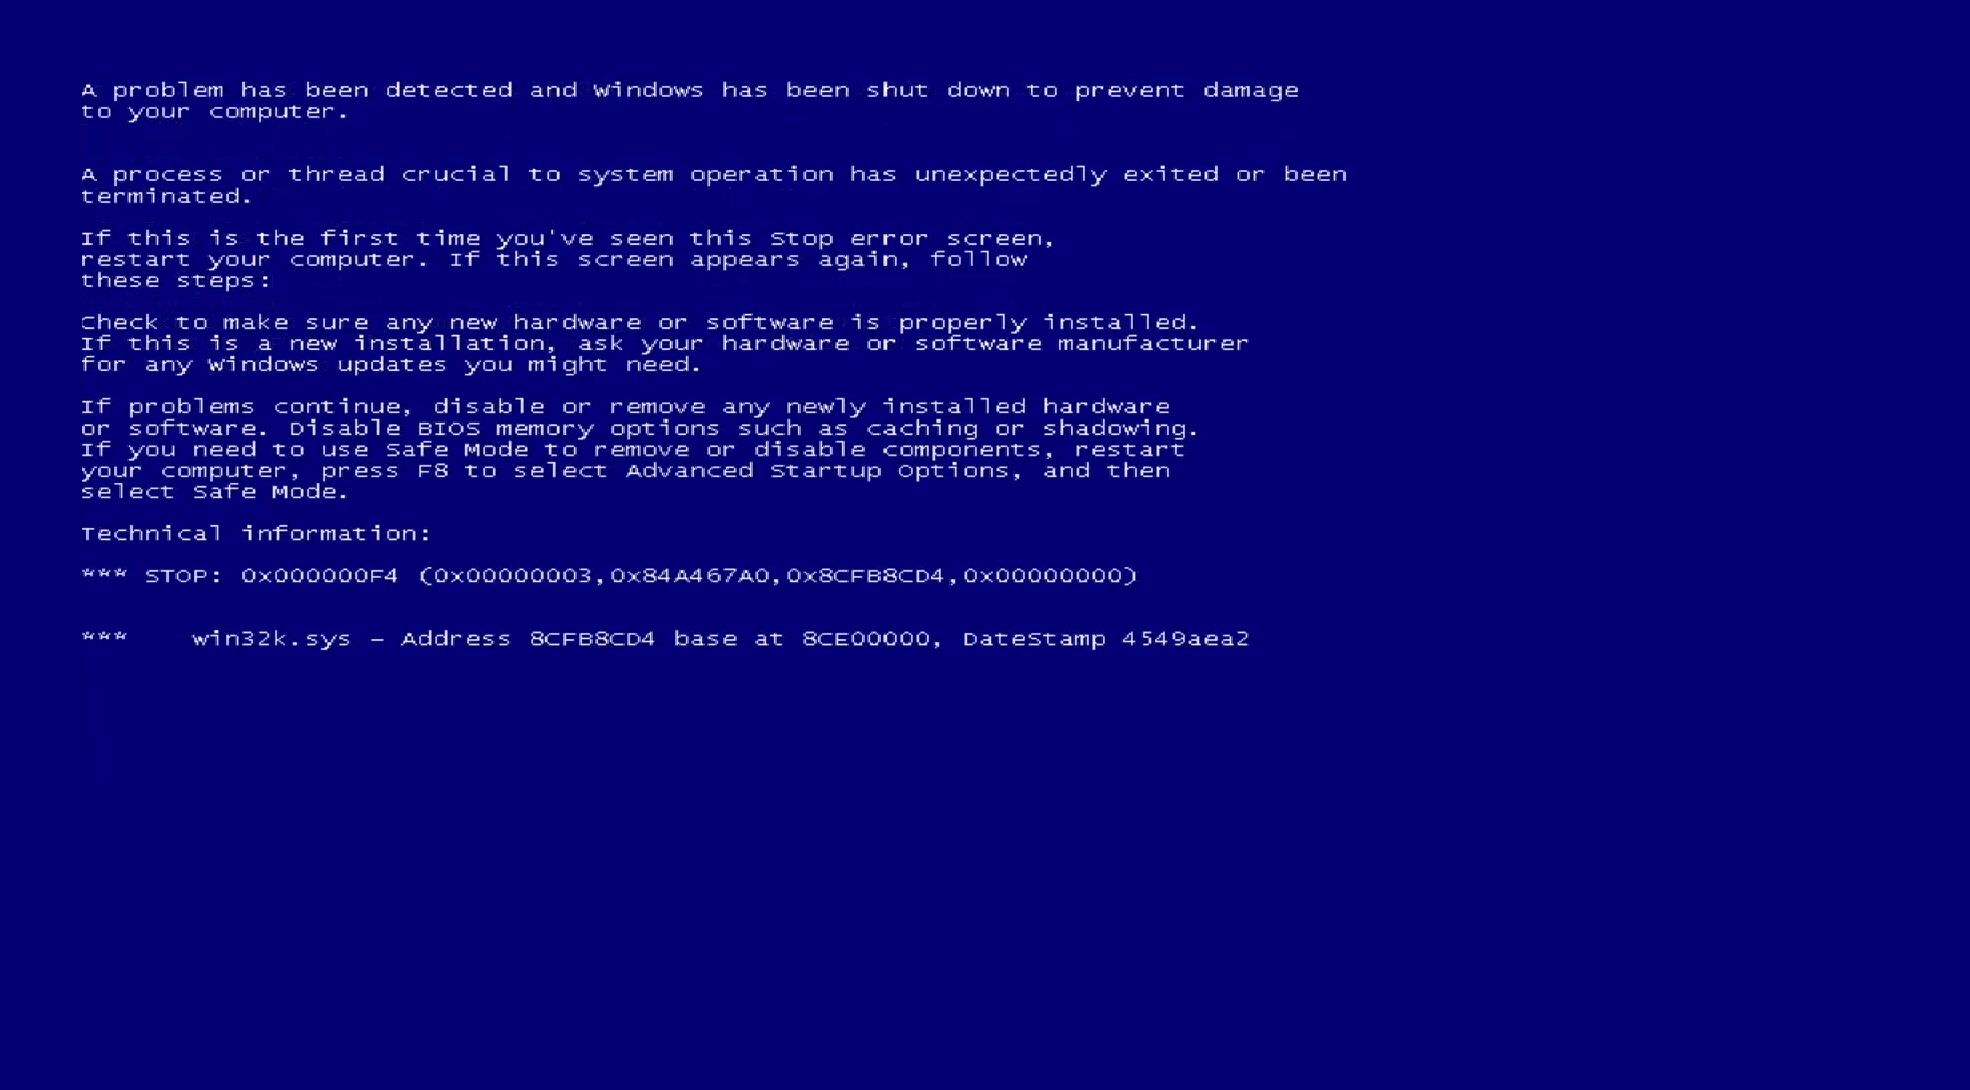 A problem has been detected and Windows has been shut down to prevent damage
to your computer.
A process or thread crucial to system operation has unexpectedly exited or been
terminated.
If this is the first time you've seen this Stop error screen,
restart your computer. If this screen appears again, follow
these steps:
Check to make sure any new hardware or software is properly installed.
If this is a new installation, ask your hardware or software manufacturer
for any Windows updates you might need.
If problems continue, disable or remove any newly installed hardware
or software. Disable BIOS memory options such as caching or shadowing.
If you need to use Safe Mode to remove or disable components, restart
your computer, press F8 to select Advanced Startup Options, and then
select Safe Mode.
Technical information:
*** STOP: 0x000000F4 (0x00000003,0x84A467A0,0x8CFB8CD4,0x00000000)
***    win32k.sys – Address 8CFB8CD4 base at 8CE00000, DateStamp 4549aea2